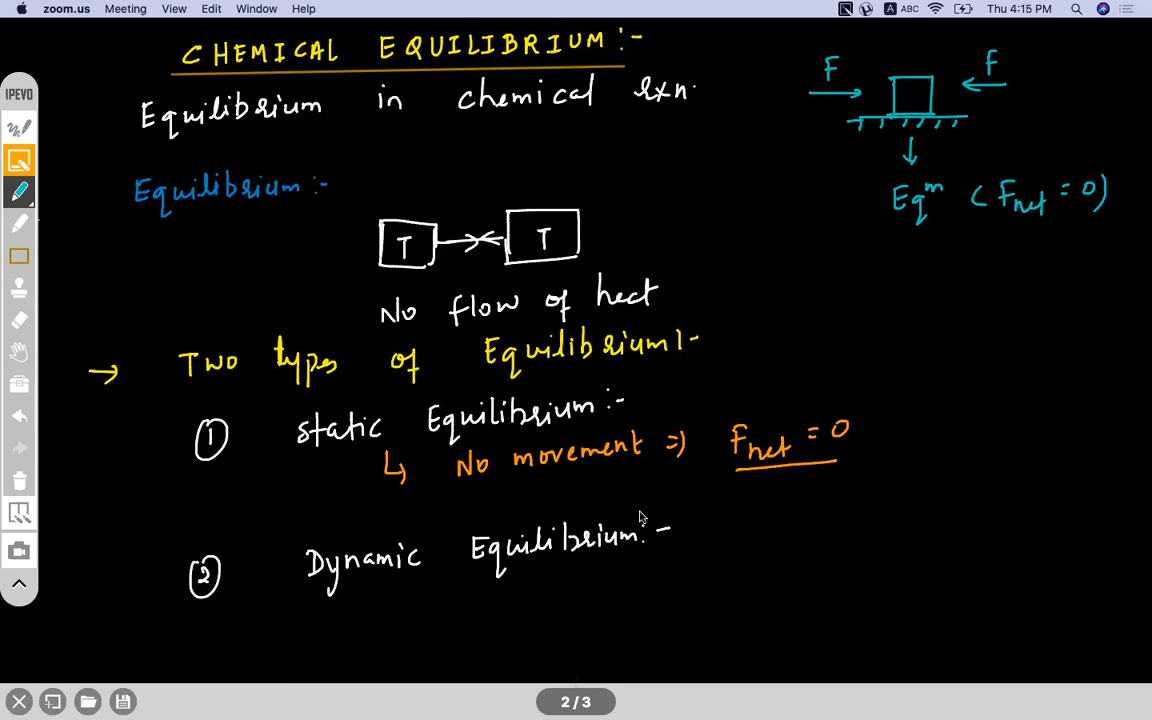 zoom.us Meeting View Edit Window Help
A ABC Thu 4:15 PM
IPEVO
CHEMICAL EQUILIBRIUM :-
Equilibrium in chemical rxn.
F F
Eqᵐ (Fnet = 0)
Equilibrium :-
T T
No flow of heat
→ Two types of Equilibrium :-
① static Equilibrium :-
↳ No movement ⇒ Fnet = 0
② Dynamic Equilibrium :-
2 / 3